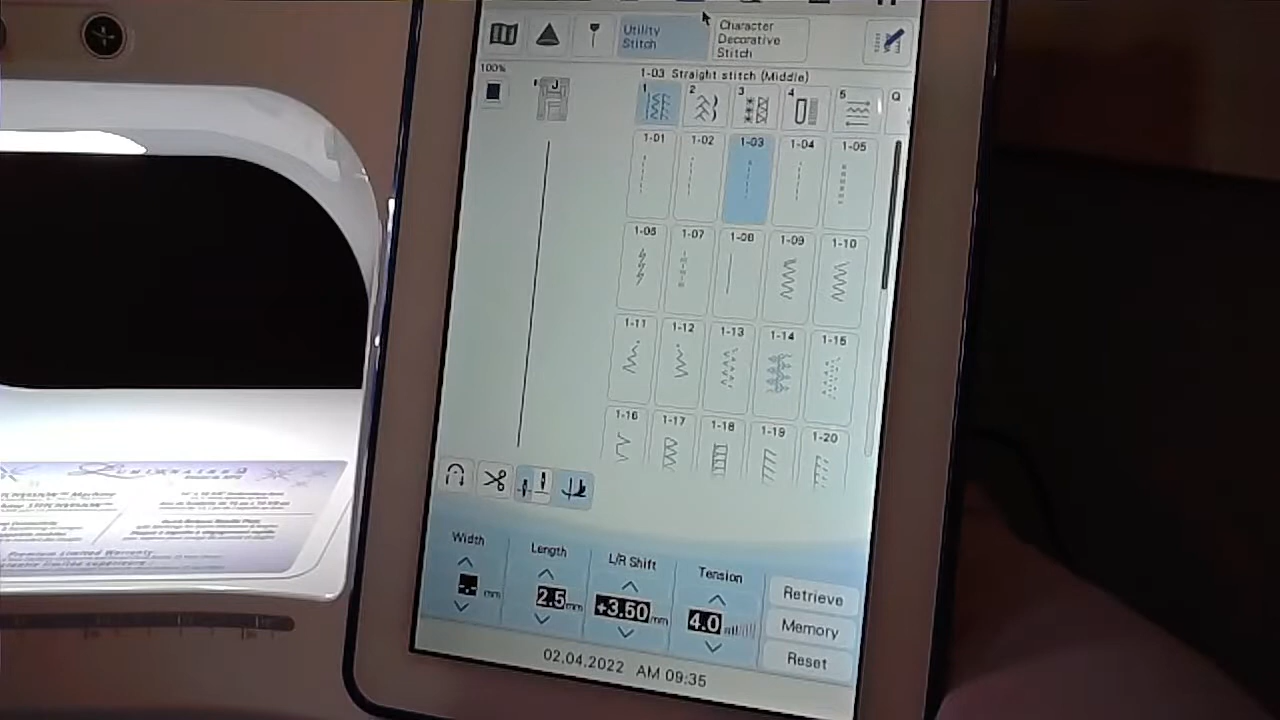 Utility
Stitch
Character
Decorative
Stitch
100%
1-03 Straight stitch (Middle)
J
1 2 3 4 5 Q
1-01 1-02 1-03 1-04 1-05
1-06 1-07 1-08 1-09 1-10
1-11 1-12 1-13 1-14 1-15
1-16 1-17 1-18 1-19 1-20
Width Length L/R Shift Tension
-.- mm 2.5 mm +3.50 mm 4.0
Retrieve
Memory
Reset
02.04.2022 AM 09:35
Premium Limited Warranty